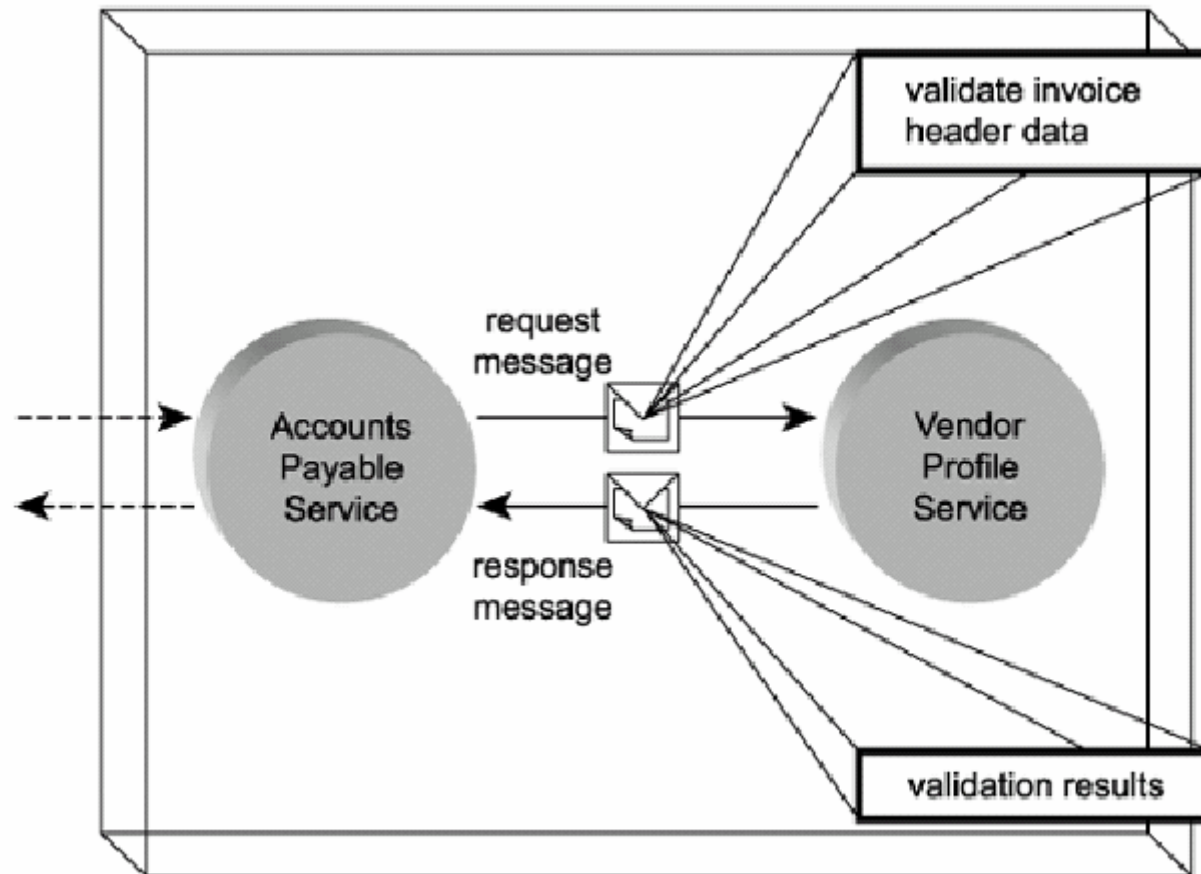 validate invoice
header data
request
message
Accounts
Payable
Service
Vendor
Profile
Service
response
message
validation results